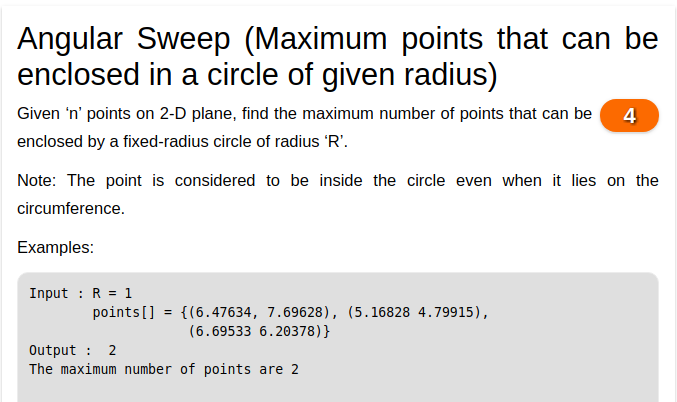 Angular Sweep (Maximum points that can be
enclosed in a circle of given radius)
Given ‘n’ points on 2-D plane, find the maximum number of points that can be
4
enclosed by a fixed-radius circle of radius ‘R’.
Note: The point is considered to be inside the circle even when it lies on the
circumference.
Examples:
Input : R = 1
points[] = {(6.47634, 7.69628), (5.16828 4.79915),
(6.69533 6.20378)}
Output :  2
The maximum number of points are 2